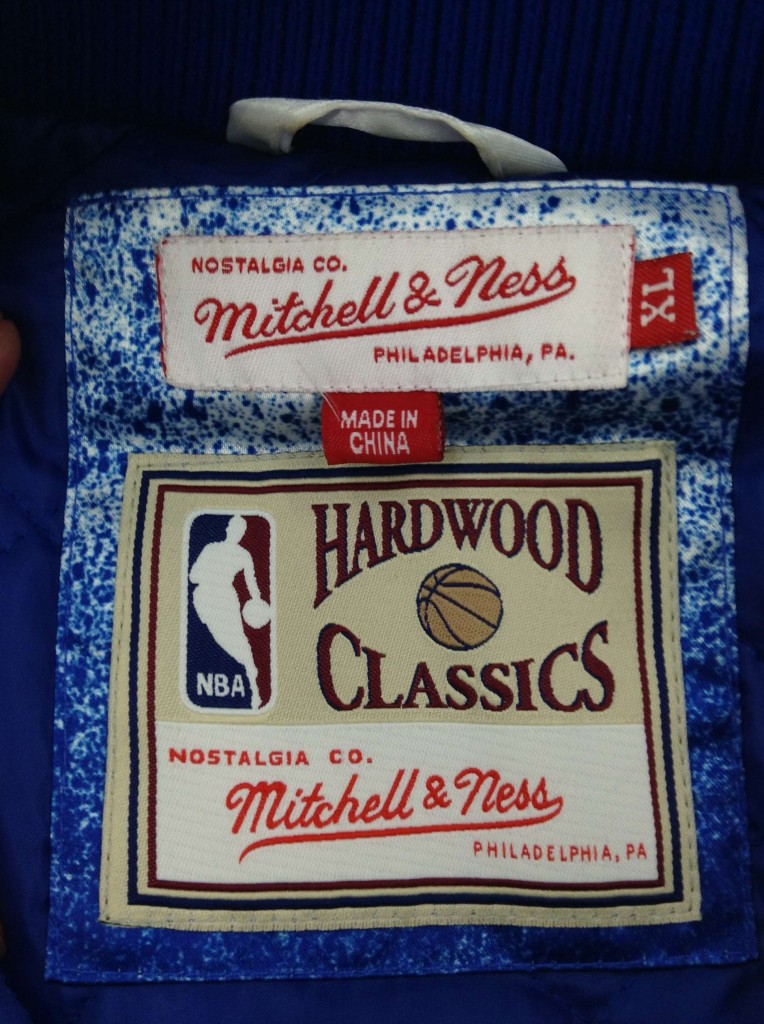 NOSTALGIA CO.
Mitchell & Ness
PHILADELPHIA, PA.
XL
MADE IN
CHINA
NBA
HARDWOOD
CLASSICS
NOSTALGIA CO.
Mitchell & Ness
PHILADELPHIA, PA